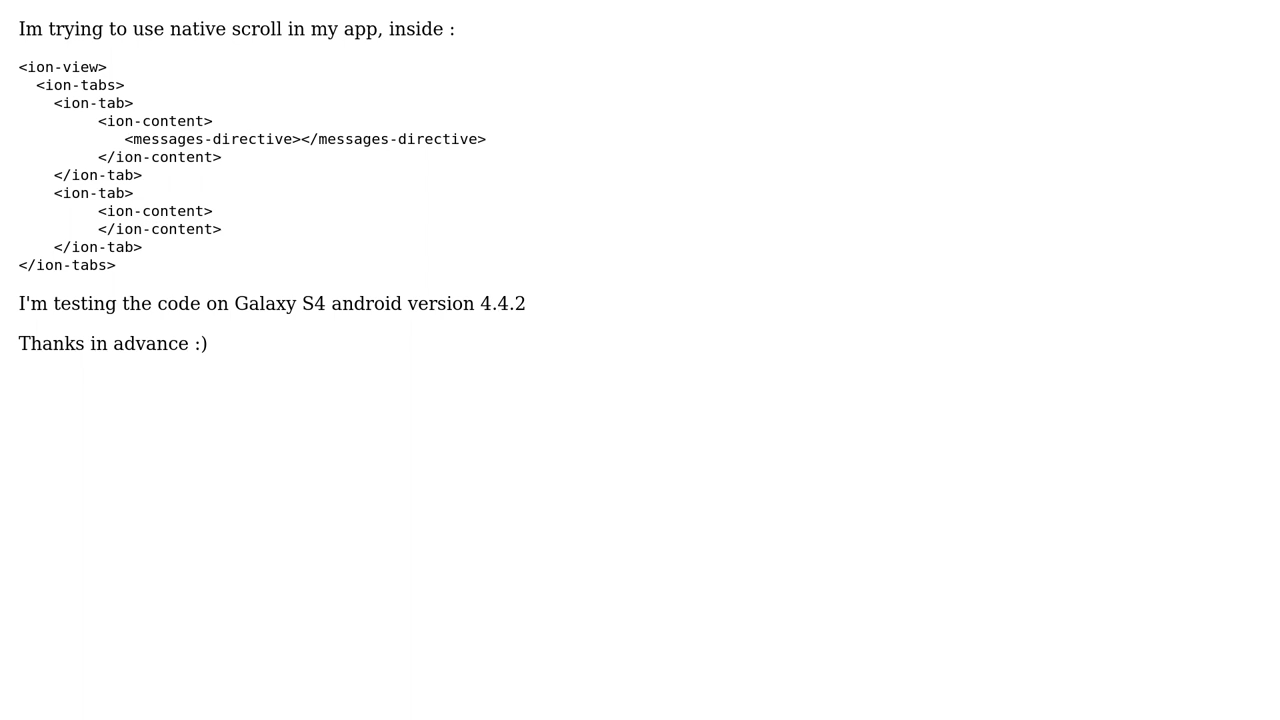 Im trying to use native scroll in my app, inside :
<ion-view>
  <ion-tabs>
    <ion-tab>
         <ion-content>
            <messages-directive></messages-directive>
         </ion-content>
    </ion-tab>
    <ion-tab>
         <ion-content>
         </ion-content>
    </ion-tab>
</ion-tabs>
I'm testing the code on Galaxy S4 android version 4.4.2
Thanks in advance :)